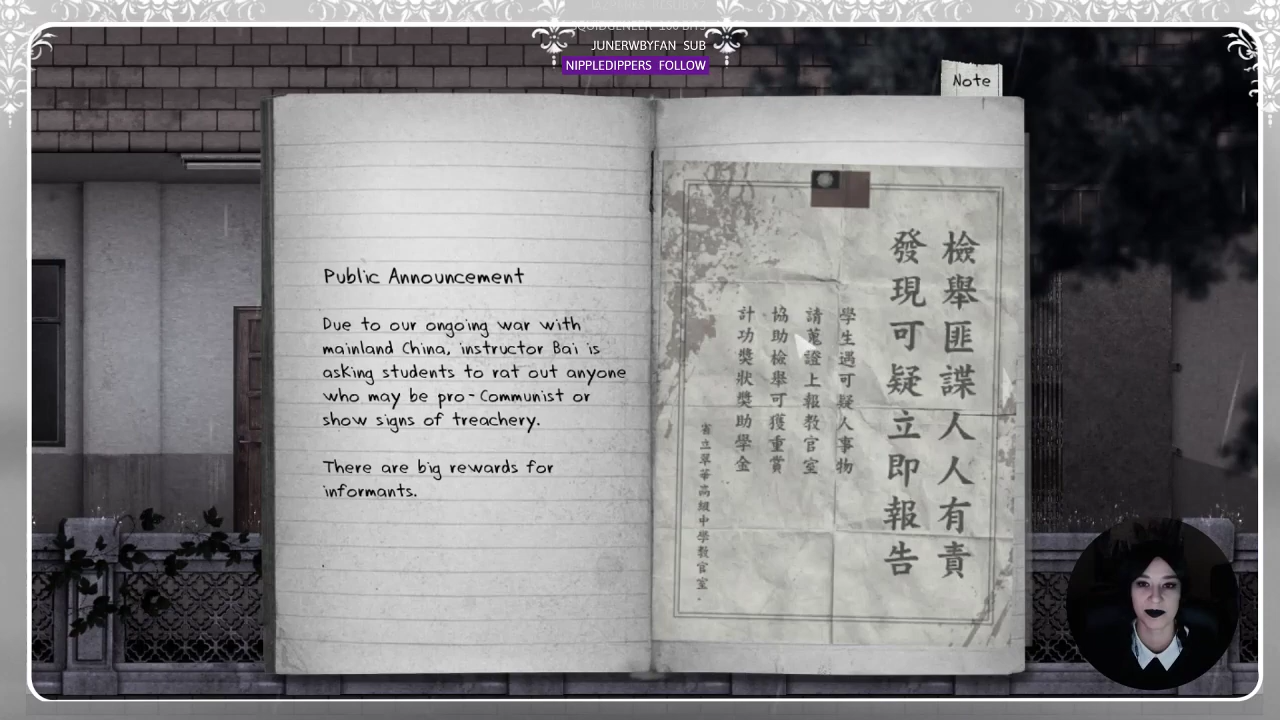 JUNERWBYFAN SUB
NIPPLEDIPPERS FOLLOW
Note
Public Announcement
Due to our ongoing war with
mainland China, instructor Bai is
asking students to rat out anyone
who may be pro-Communist or
show signs of treachery.
There are big rewards for
informants.
檢舉匪諜人人有責
發現可疑立即報告
學生遇可疑人事物
請蒐證上報教官室
協助檢舉可獲重賞
計功獎狀獎助學金
省立翠華高級中學教官室